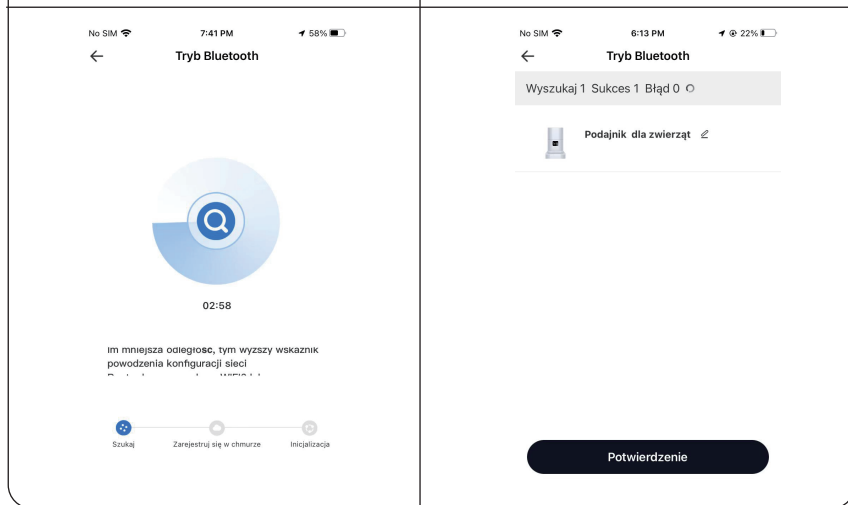 No SIM 7:41 PM 58%
Tryb Bluetooth
02:58
Im mniejsza odległość, tym wyższy wskaźnik
powodzenia konfiguracji sieci
Szukaj Zarejestruj się w chmurze Inicjalizacja
No SIM 6:13 PM 22%
Tryb Bluetooth
Wyszukaj 1 Sukces 1 Błąd 0
Podajnik dla zwierząt
Potwierdzenie